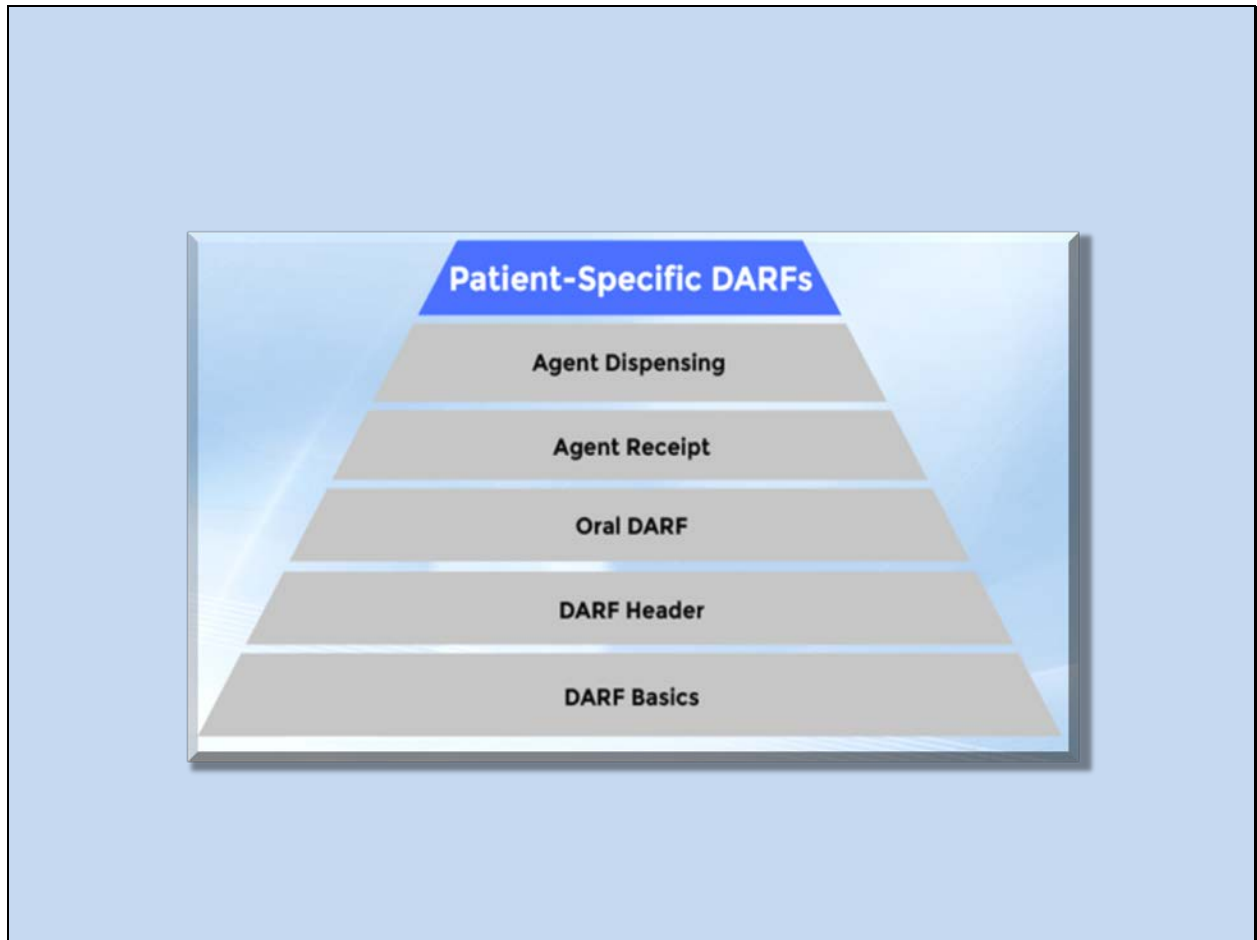 Patient-Specific DARFs
Agent Dispensing
Agent Receipt
Oral DARF
DARF Header
DARF Basics